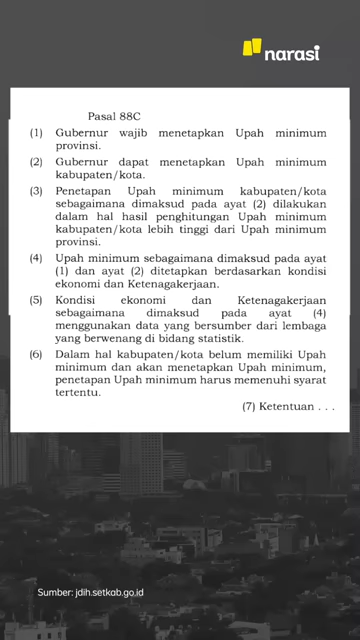 narasi
Pasal 88C
(1) Gubernur wajib menetapkan Upah minimum
provinsi.
(2) Gubernur dapat menetapkan Upah minimum
kabupaten/kota.
(3) Penetapan Upah minimum kabupaten/kota
sebagaimana dimaksud pada ayat (2) dilakukan
dalam hal hasil penghitungan Upah minimum
kabupaten/kota lebih tinggi dari Upah minimum
provinsi.
(4) Upah minimum sebagaimana dimaksud pada ayat
(1) dan ayat (2) ditetapkan berdasarkan kondisi
ekonomi dan Ketenagakerjaan.
(5) Kondisi ekonomi dan Ketenagakerjaan
sebagaimana dimaksud pada ayat (4)
menggunakan data yang bersumber dari lembaga
yang berwenang di bidang statistik.
(6) Dalam hal kabupaten/kota belum memiliki Upah
minimum dan akan menetapkan Upah minimum,
penetapan Upah minimum harus memenuhi syarat
tertentu.
(7) Ketentuan . . .
Sumber: jdih.setkab.go.id